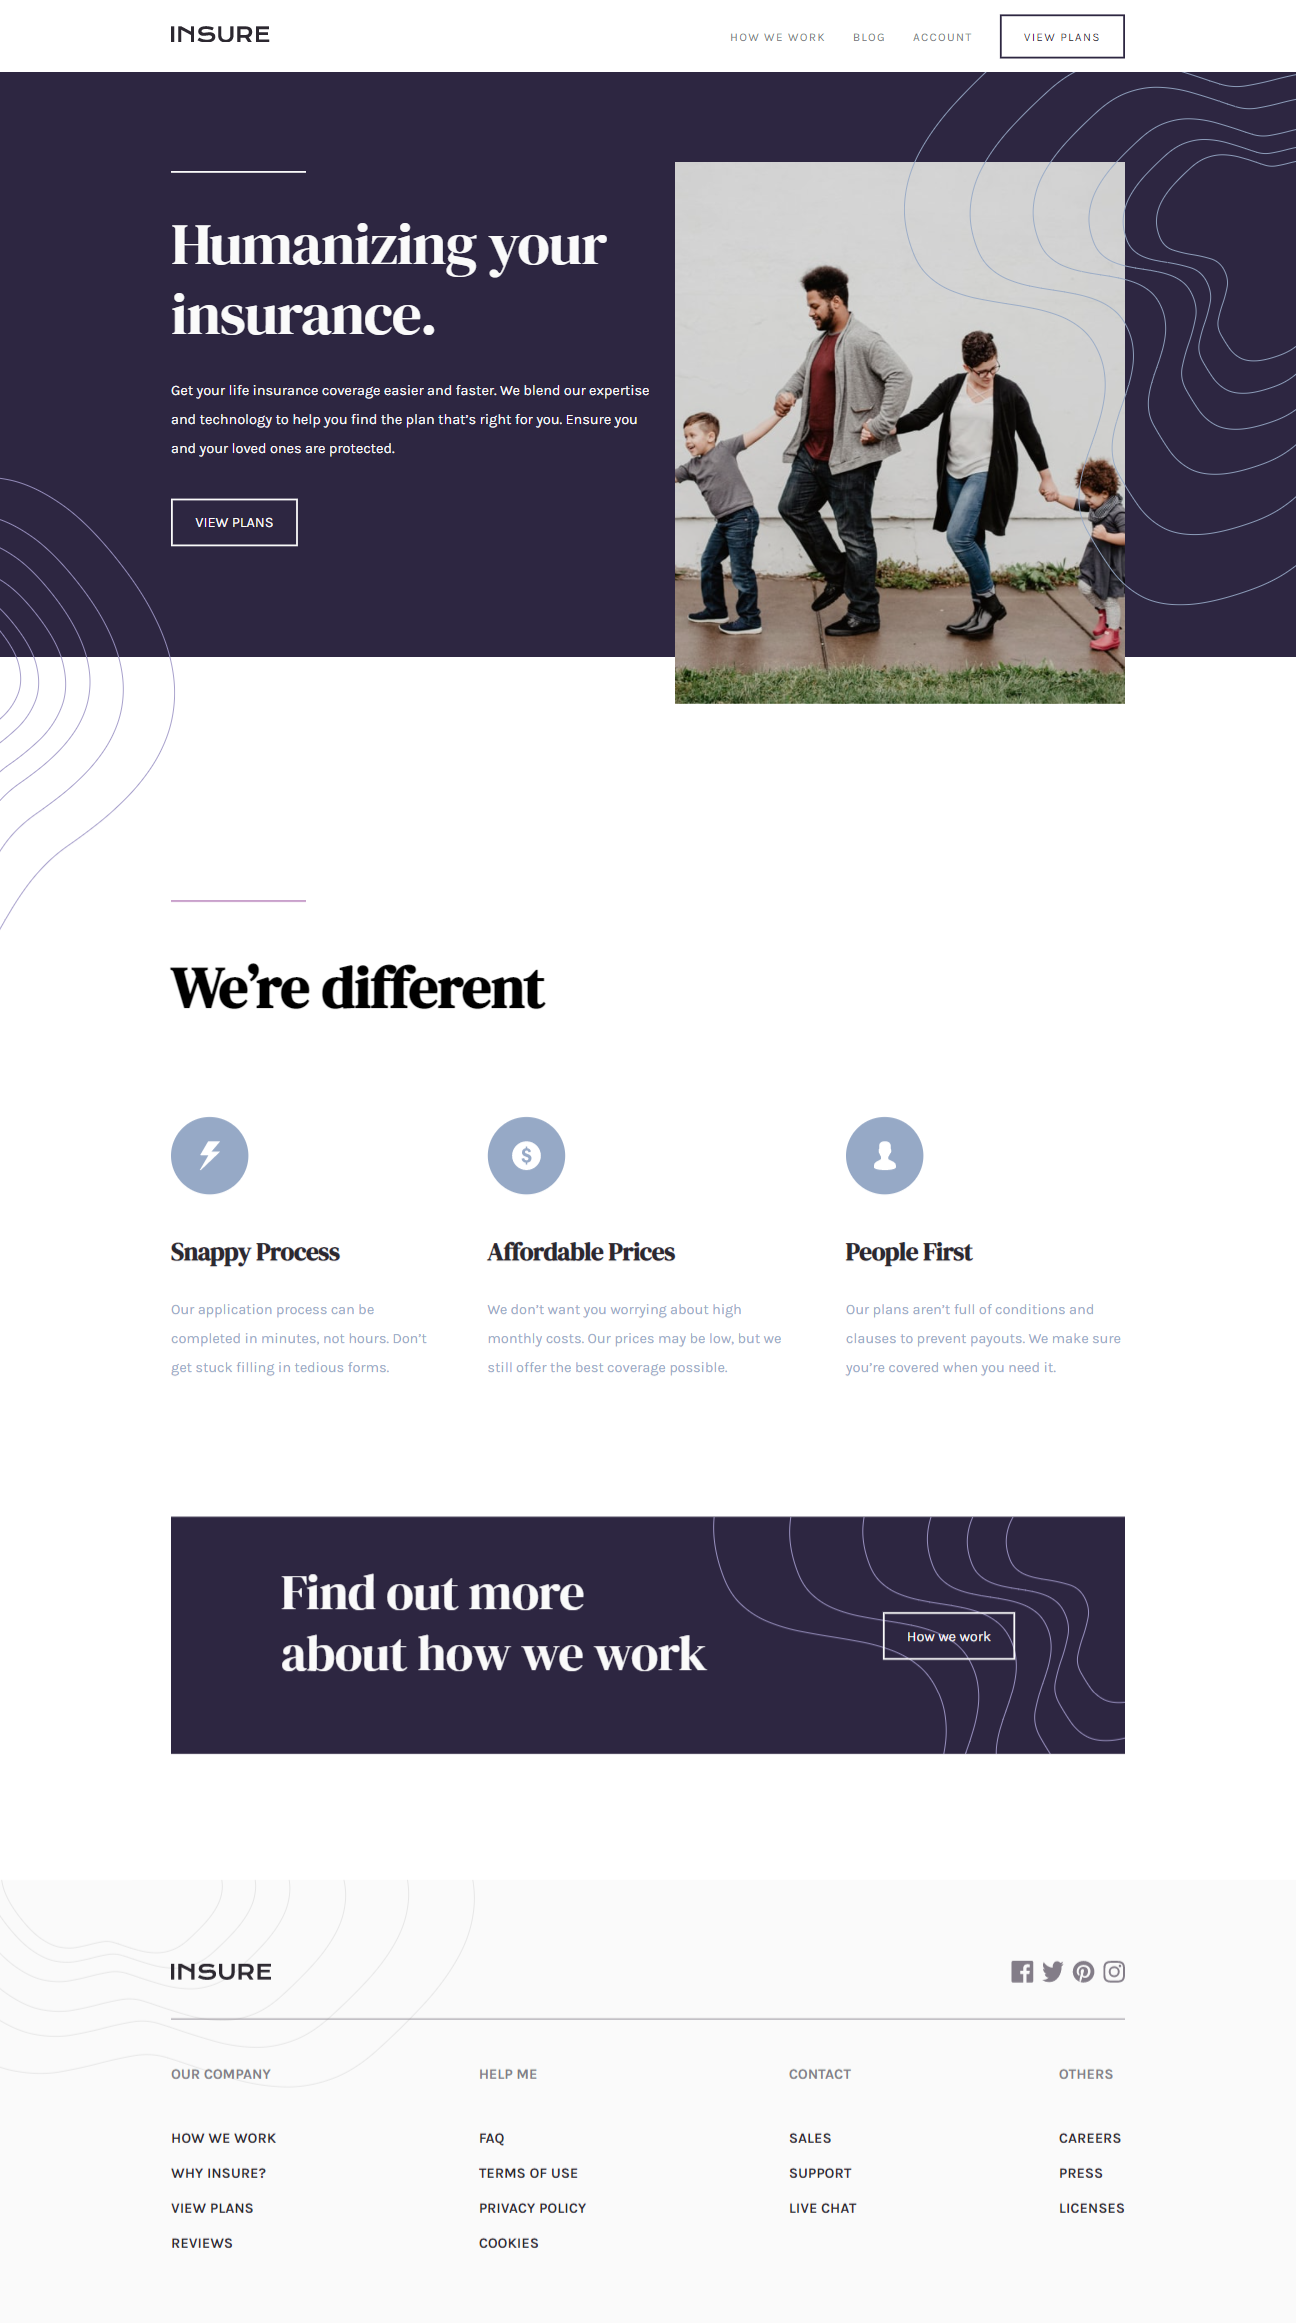 INSURE
HOW WE WORK
BLOG
ACCOUNT
VIEW PLANS
Humanizing your
insurance.
Get your life insurance coverage easier and faster. We blend our expertise
and technology to help you find the plan that’s right for you. Ensure you
and your loved ones are protected.
VIEW PLANS
We’re different
Snappy Process
Our application process can be
completed in minutes, not hours. Don’t
get stuck filling in tedious forms.
Affordable Prices
We don’t want you worrying about high
monthly costs. Our prices may be low, but we
still offer the best coverage possible.
People First
Our plans aren’t full of conditions and
clauses to prevent payouts. We make sure
you’re covered when you need it.
Find out more
about how we work
How we work
INSURE
OUR COMPANY
HOW WE WORK
WHY INSURE?
VIEW PLANS
REVIEWS
HELP ME
FAQ
TERMS OF USE
PRIVACY POLICY
COOKIES
CONTACT
SALES
SUPPORT
LIVE CHAT
OTHERS
CAREERS
PRESS
LICENSES